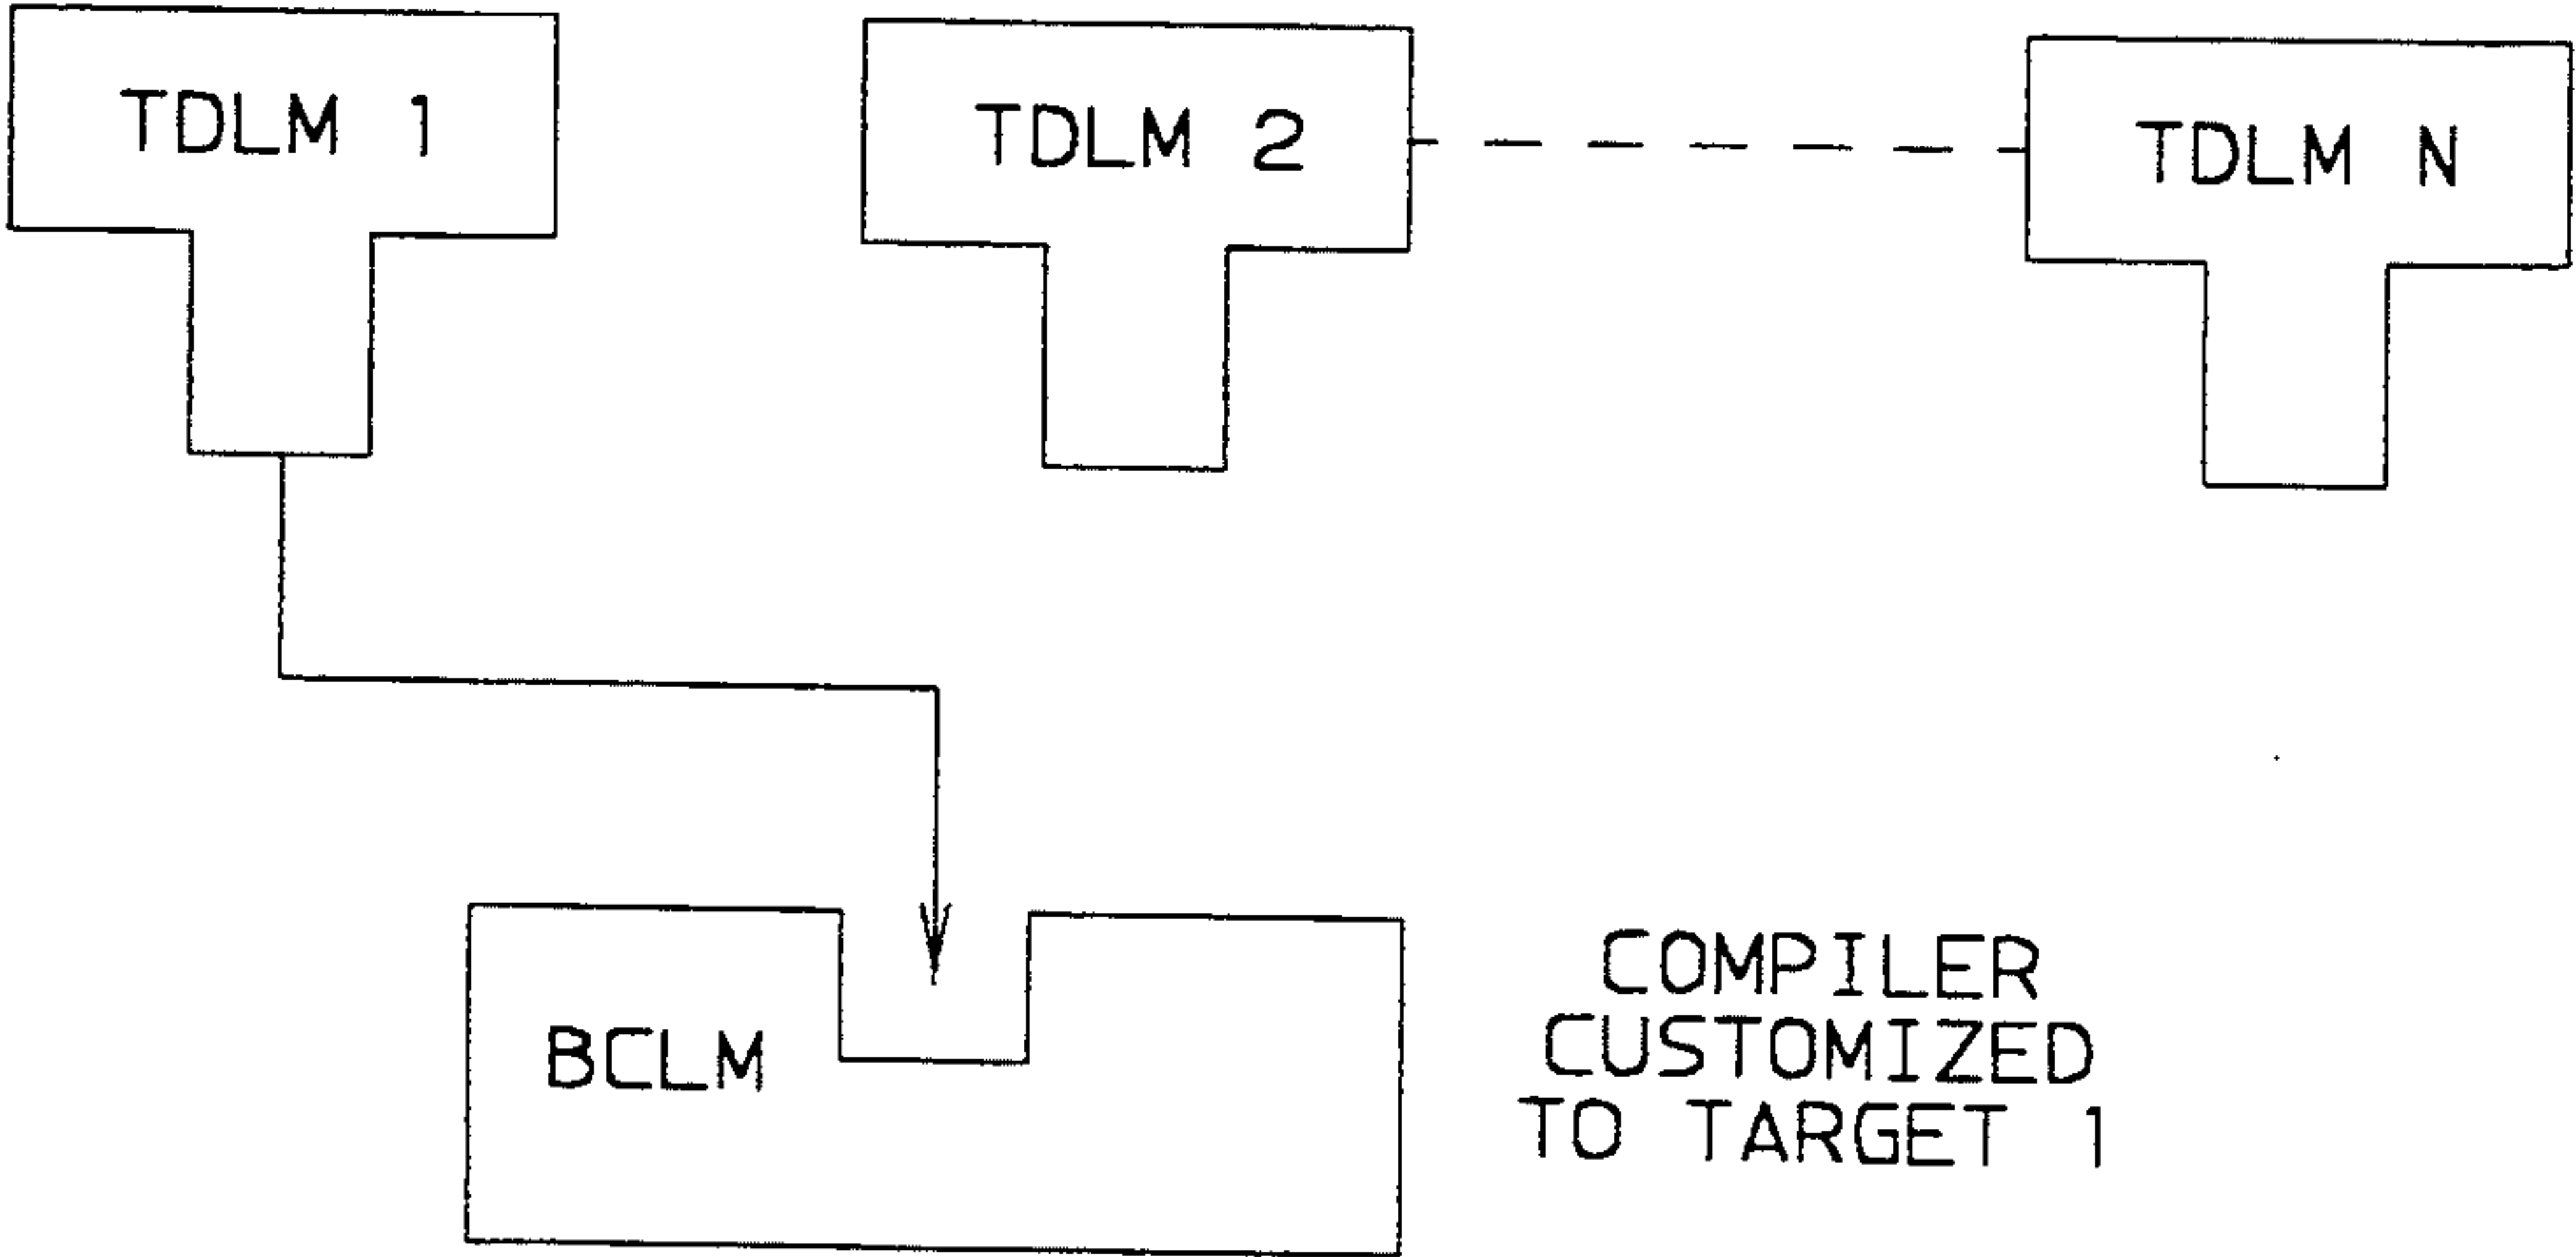 TDLM 1
TDLM 2
TDLM N
BCLM
COMPILER
CUSTOMIZED
TO TARGET 1